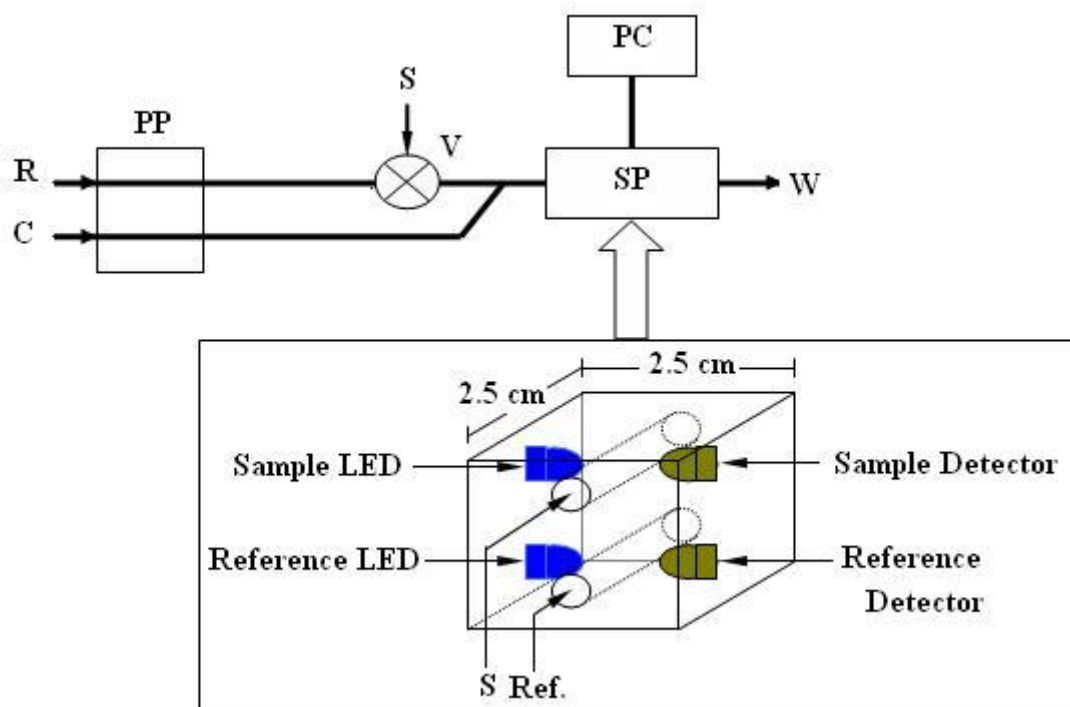 PC
S
PP
V
R
SP
W
C
2.5 cm
2.5 cm
Sample LED
Sample Detector
Reference LED
Reference
Detector
S Ref.